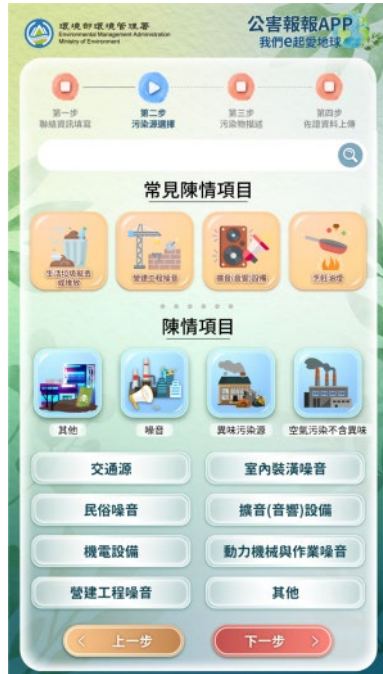 環境部環境管理署
Environmental Management Administration
Ministry of Environment
公害報報APP
我們e起愛地球
第一步
聯絡資訊填寫
第二步
污染源選擇
第三步
污染物描述
第四步
佐證資料上傳
常見陳情項目
生活垃圾棄置
或堆放
營建工程噪音
擴音(音響)設備
烹飪油煙
陳情項目
其他
噪音
異味污染源
空氣污染不含異味
交通源
室內裝潢噪音
民俗噪音
擴音(音響)設備
機電設備
動力機械與作業噪音
營建工程噪音
其他
上一步
下一步